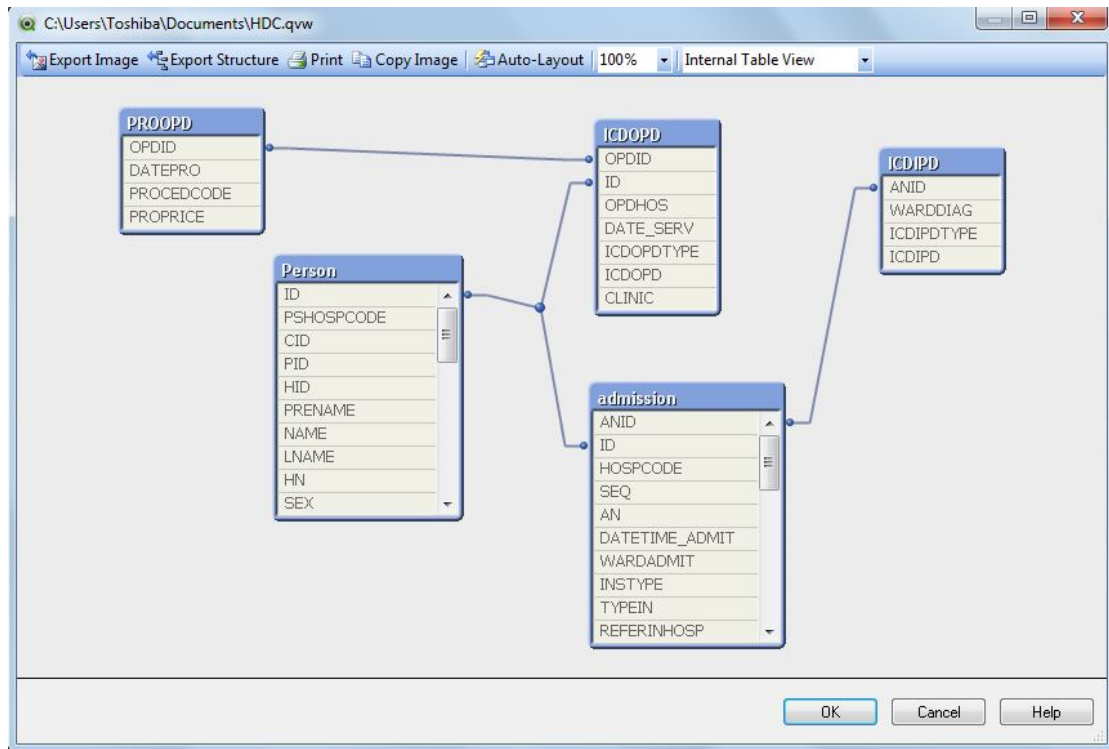 C:\Users\Toshiba\Documents\HDC.qvw
Export Image Export Structure Print Copy Image Auto-Layout 100% Internal Table View
PROOPD
OPDID
DATEPRO
PROCEDCODE
PROPRICE
ICDOPD
OPDID
ID
OPDHOS
DATE_SERV
ICDOPDTYPE
ICDOPD
CLINIC
ICDIPD
ANID
WARDDIAG
ICDIPDTYPE
ICDIPD
Person
ID
PSHOSPCODE
CID
PID
HID
PRENAME
NAME
LNAME
HN
SEX
admission
ANID
ID
HOSPCODE
SEQ
AN
DATETIME_ADMIT
WARDADMIT
INSTYPE
TYPEIN
REFERINHOSP
OK Cancel Help